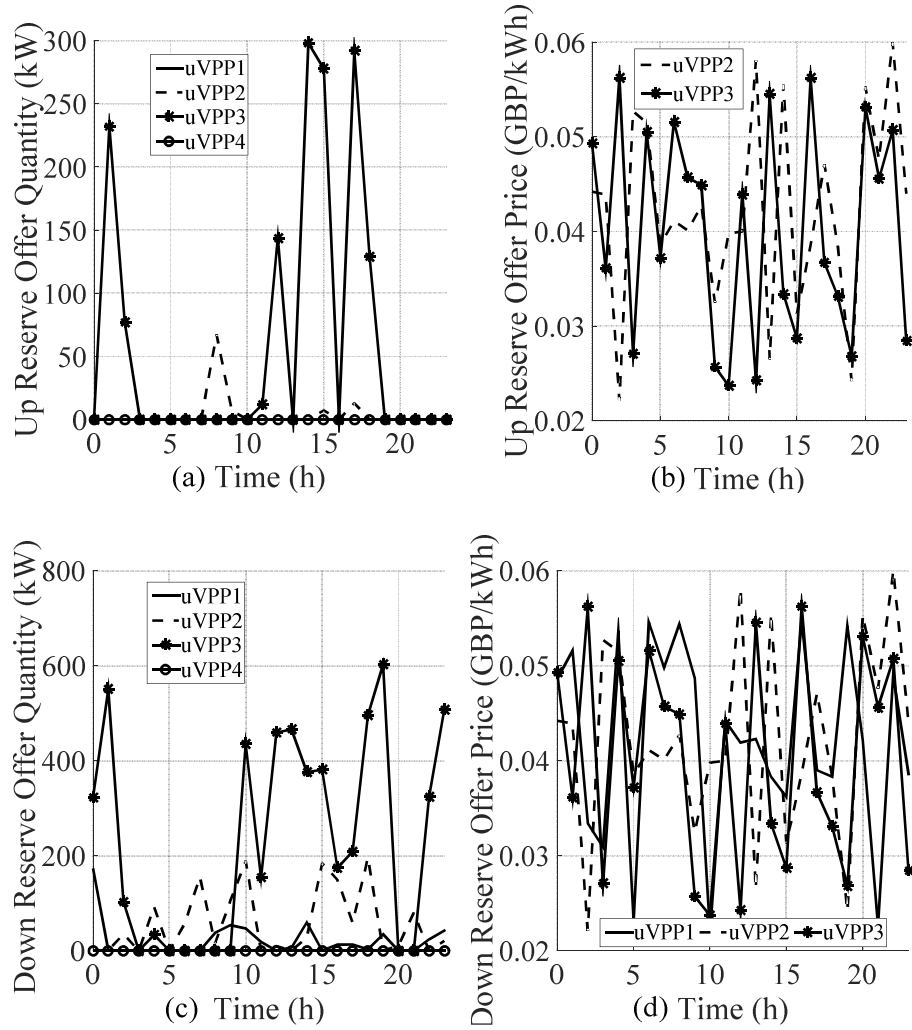 Up Reserve Offer Quantity (kW)
300
250
200
150
100
50
0
uVPP1
uVPP2
uVPP3
uVPP4
0 5 10 15 20
(a) Time (h)
Up Reserve Offer Price (GBP/kWh)
0.06
0.05
0.04
0.03
0.02
uVPP2
uVPP3
0 5 10 15 20
(b) Time (h)
Down Reserve Offer Quantity (kW)
800
600
400
200
0
uVPP1
uVPP2
uVPP3
uVPP4
0 5 10 15 20
(c) Time (h)
Down Reserve Offer Price (GBP/kWh)
0.06
0.05
0.04
0.03
0.02
uVPP1 uVPP2 uVPP3
0 5 10 15 20
(d) Time (h)